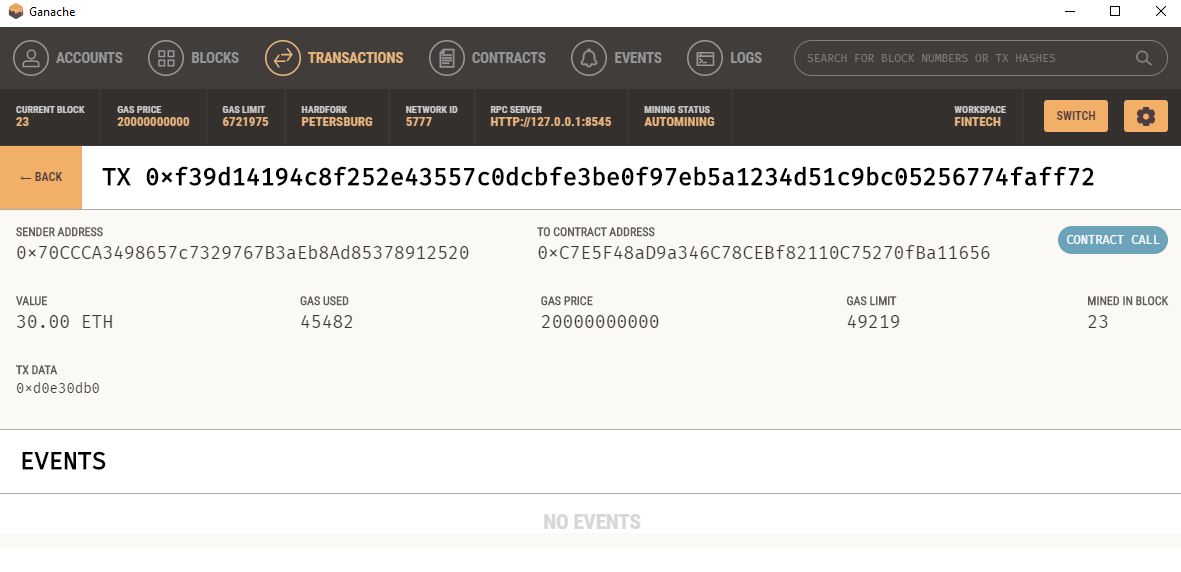 Ganache
ACCOUNTS BLOCKS TRANSACTIONS CONTRACTS EVENTS LOGS SEARCH FOR BLOCK NUMBERS OR TX HASHES
CURRENT BLOCK GAS PRICE GAS LIMIT HARDFORK NETWORK ID RPC SERVER MINING STATUS WORKSPACE
23 20000000000 6721975 PETERSBURG 5777 HTTP://127.0.0.1:8545 AUTOMINING FINTECH SWITCH
← BACK TX 0×f39d14194c8f252e43557c0dcbfe3be0f97eb5a1234d51c9bc05256774faff72
SENDER ADDRESS TO CONTRACT ADDRESS
0×70CCCA3498657c7329767B3aEb8Ad85378912520 0×C7E5F48aD9a346C78CEBf82110C75270fBa11656 CONTRACT CALL
VALUE GAS USED GAS PRICE GAS LIMIT MINED IN BLOCK
30.00 ETH 45482 20000000000 49219 23
TX DATA
0×d0e30db0
EVENTS
NO EVENTS